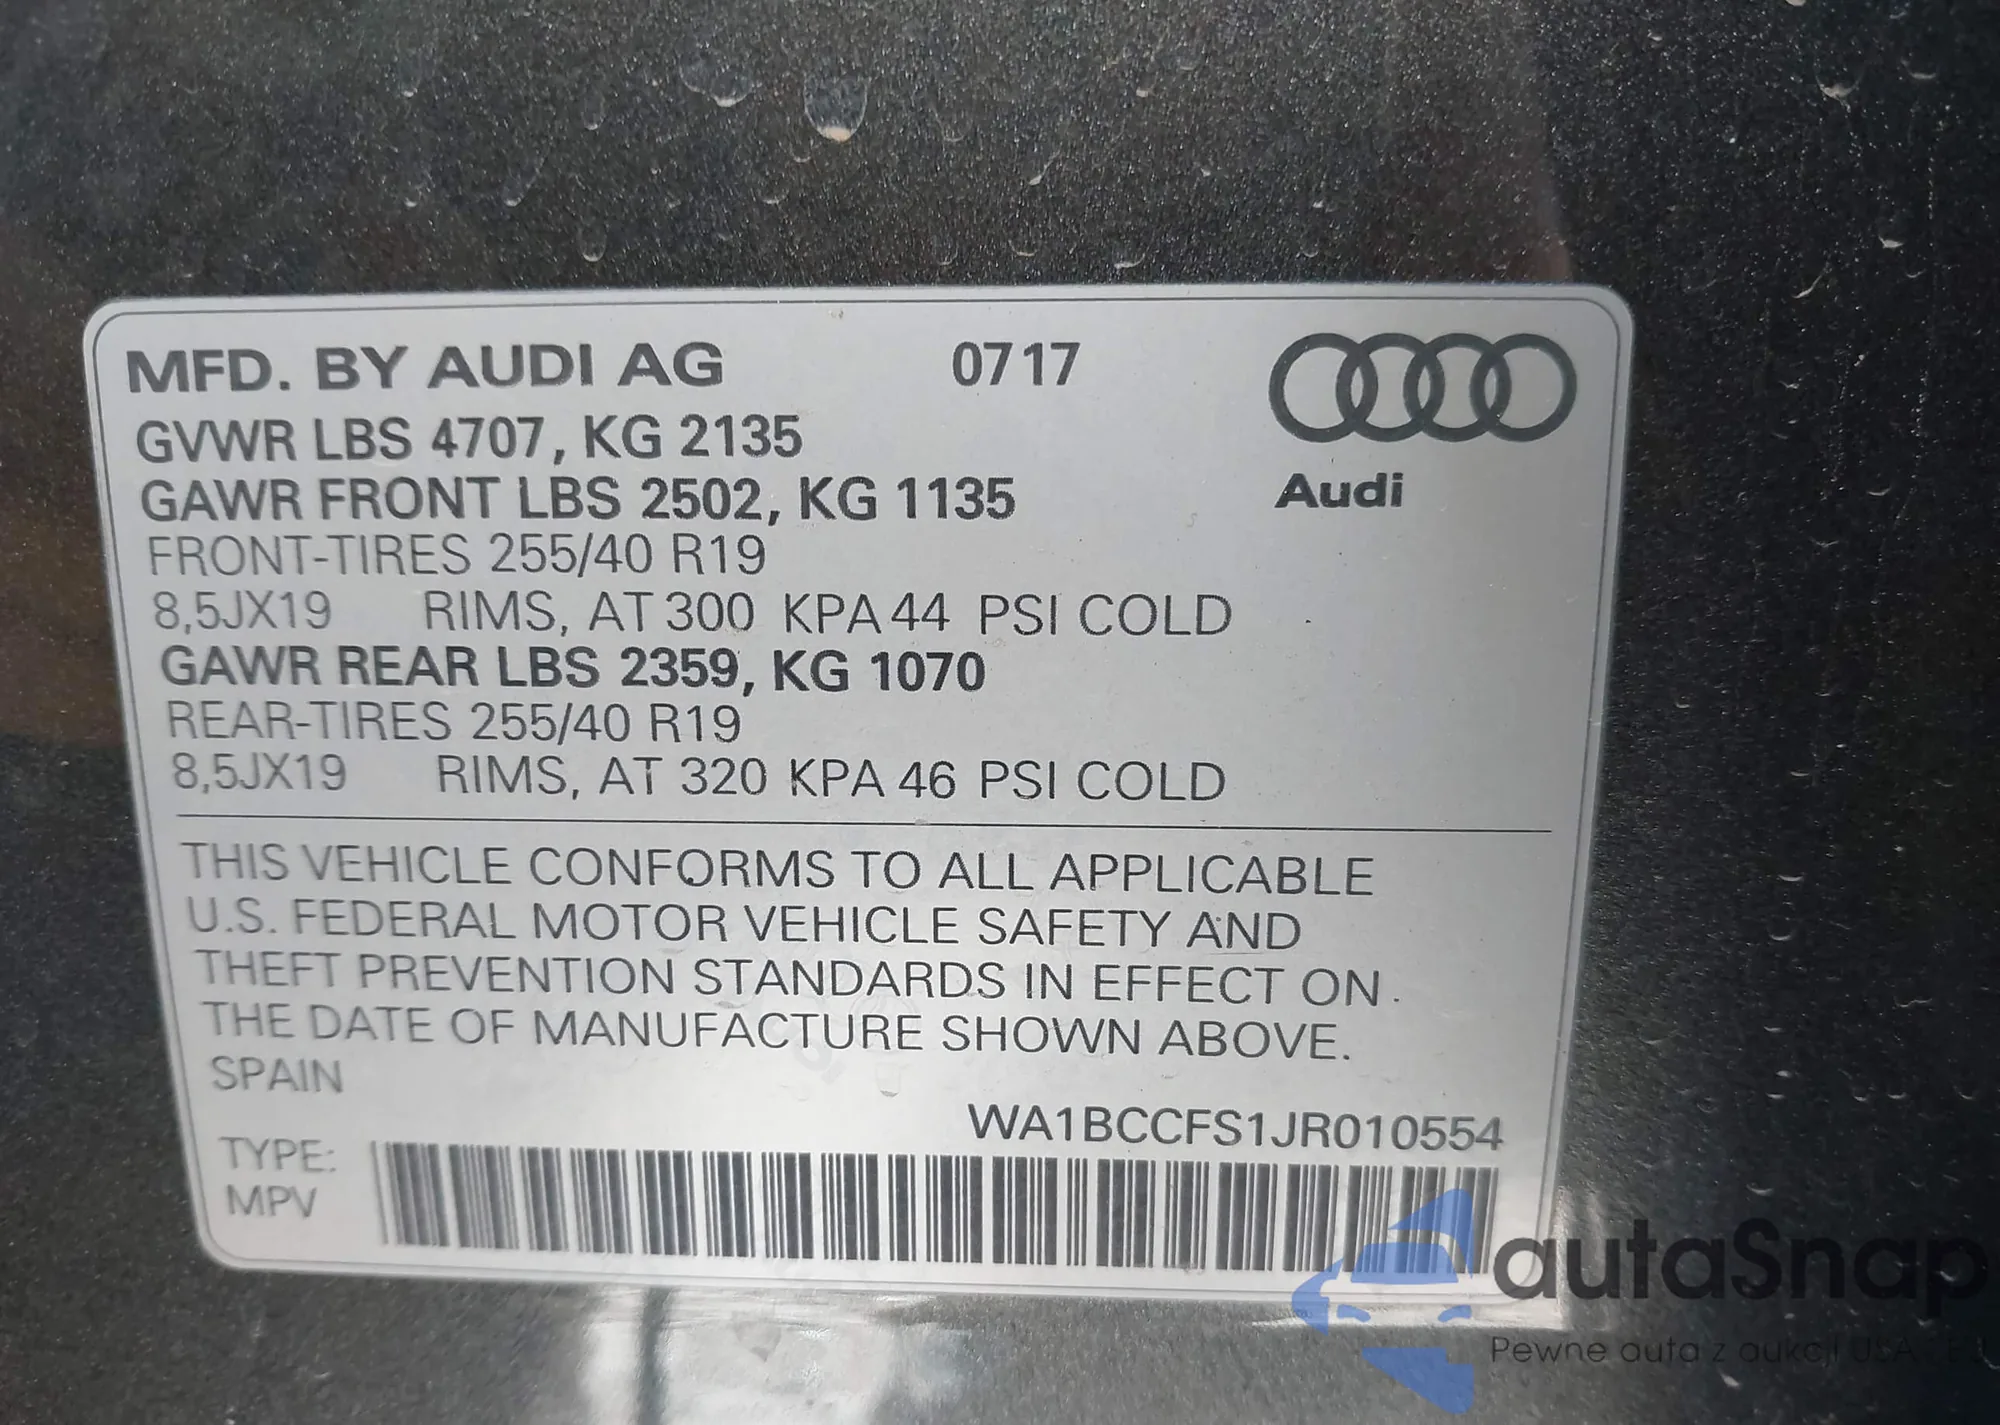 MFD. BY AUDI AG 0717
GVWR LBS 4707, KG 2135
GAWR FRONT LBS 2502, KG 1135
Audi
FRONT-TIRES 255/40 R19
8,5JX19 RIMS, AT 300 KPA 44 PSI COLD
GAWR REAR LBS 2359, KG 1070
REAR-TIRES 255/40 R19
8,5JX19 RIMS, AT 320 KPA 46 PSI COLD
THIS VEHICLE CONFORMS TO ALL APPLICABLE
U.S. FEDERAL MOTOR VEHICLE SAFETY AND
THEFT PREVENTION STANDARDS IN EFFECT ON
THE DATE OF MANUFACTURE SHOWN ABOVE.
SPAIN
WA1BCCFS1JR010554
TYPE:
MPV
autaSnap
Pewne auta z aukcji USA